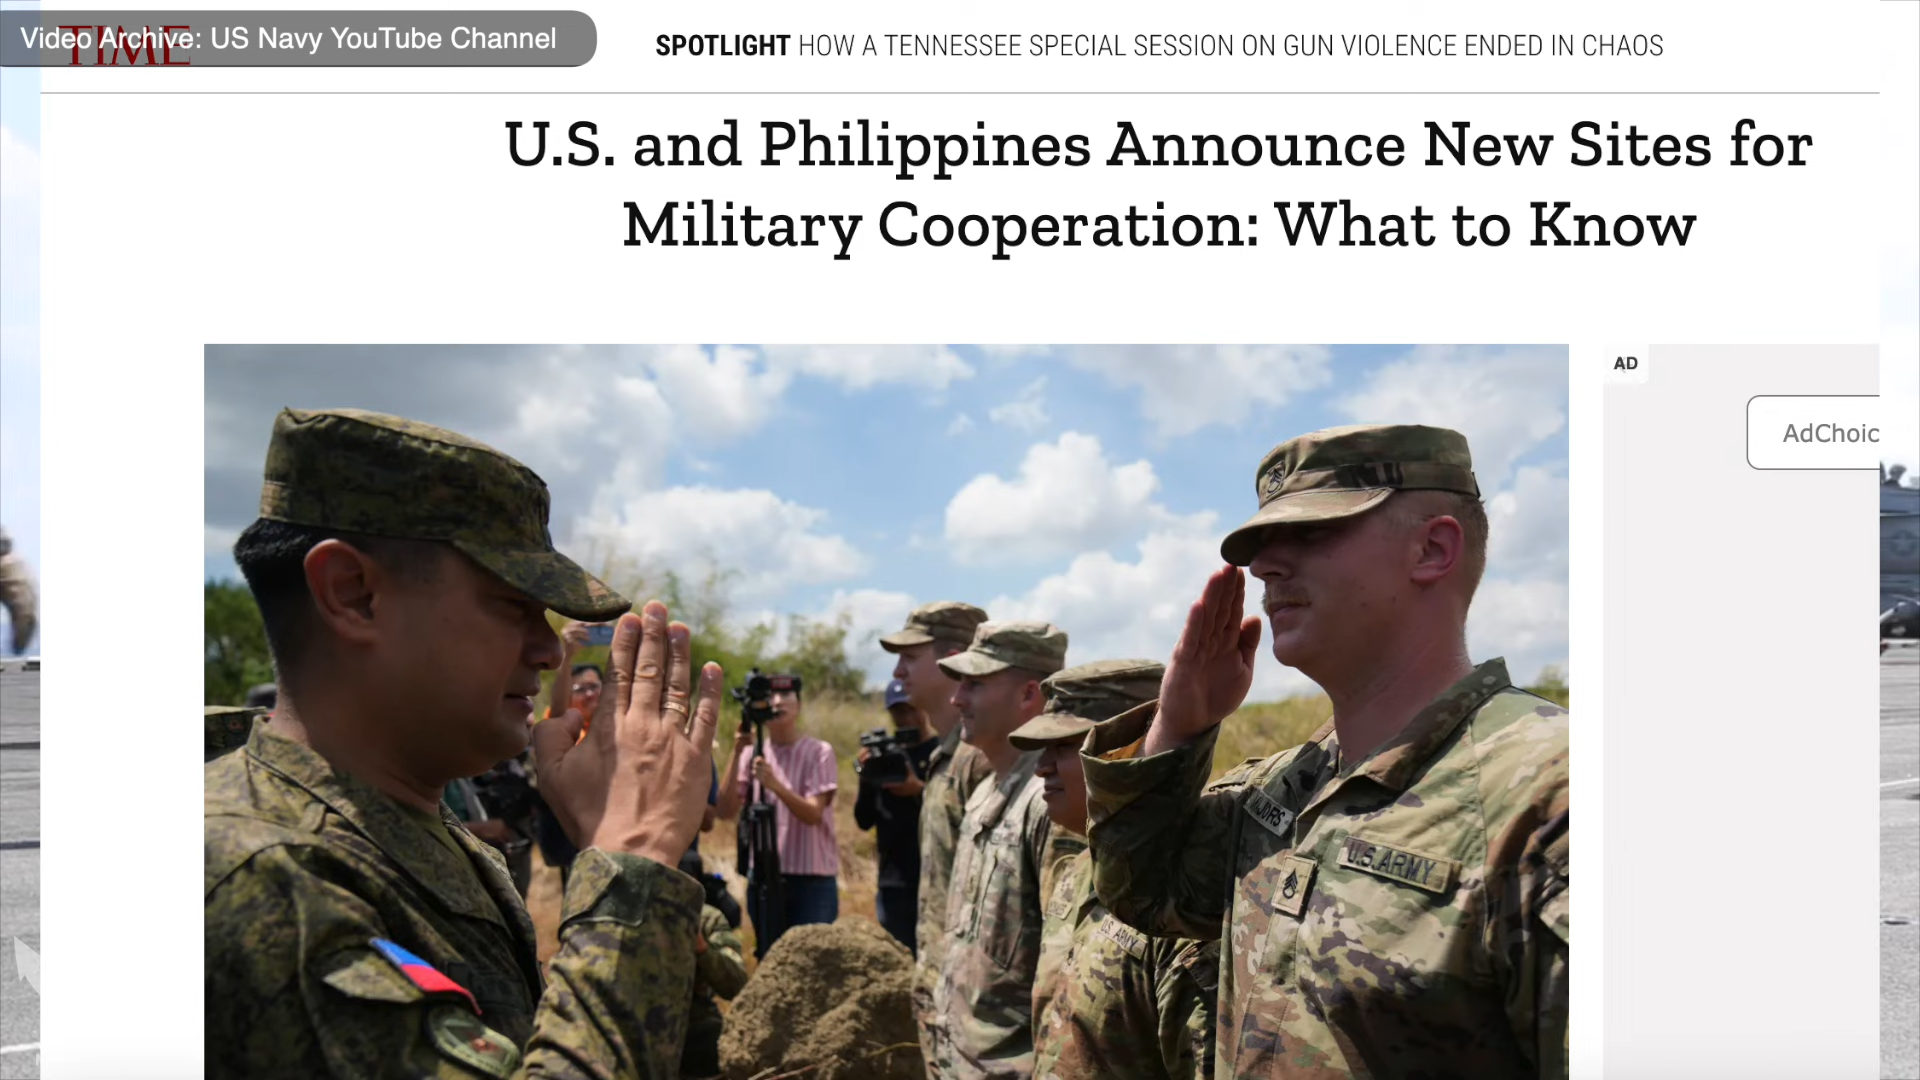 Video Archive: US Navy YouTube Channel
TIME
SPOTLIGHT HOW A TENNESSEE SPECIAL SESSION ON GUN VIOLENCE ENDED IN CHAOS
U.S. and Philippines Announce New Sites for
Military Cooperation: What to Know
AD
AdChoic
U.S. ARMY
U.S. ARMY